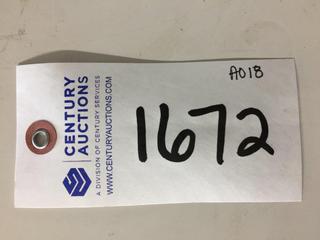 A018
CENTURY
AUCTIONS
A DIVISION OF CENTURY SERVICES
WWW.CENTURYAUCTIONS.COM
1672